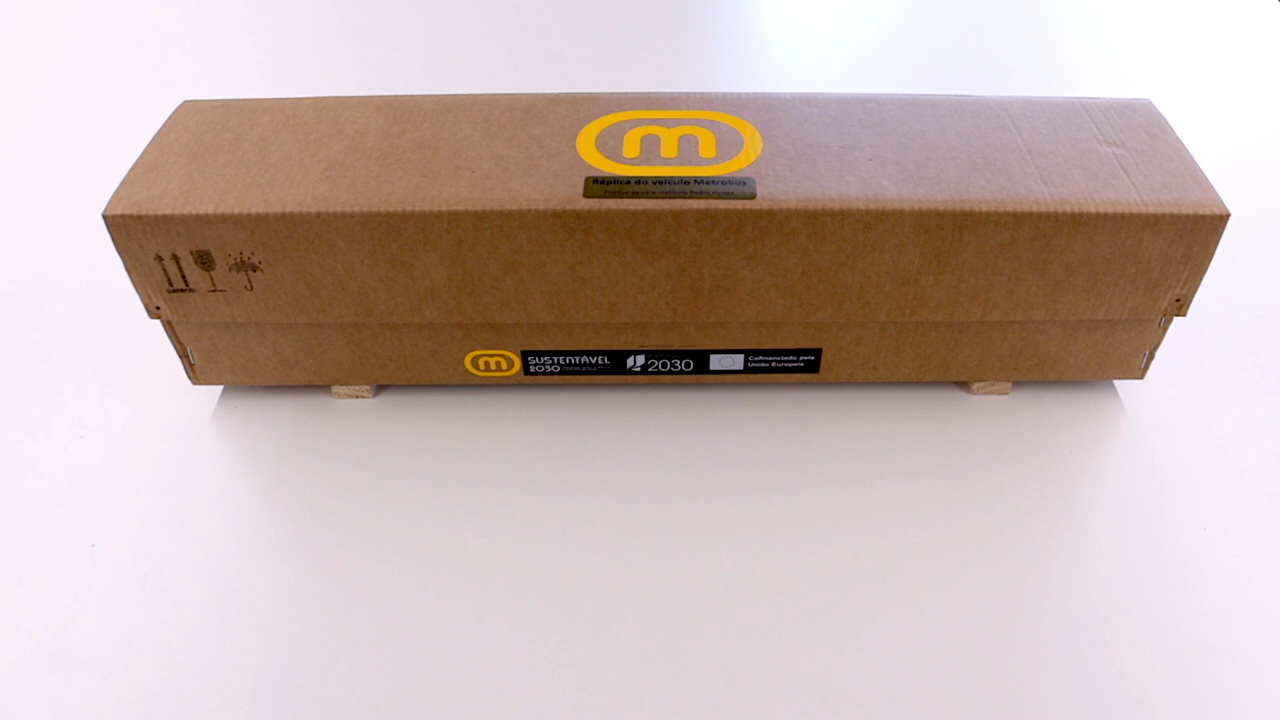 m
Réplica do veículo Metrobus
m
SUSTENTÁVEL
2030
2030
Cofinanciado pela
União Europeia